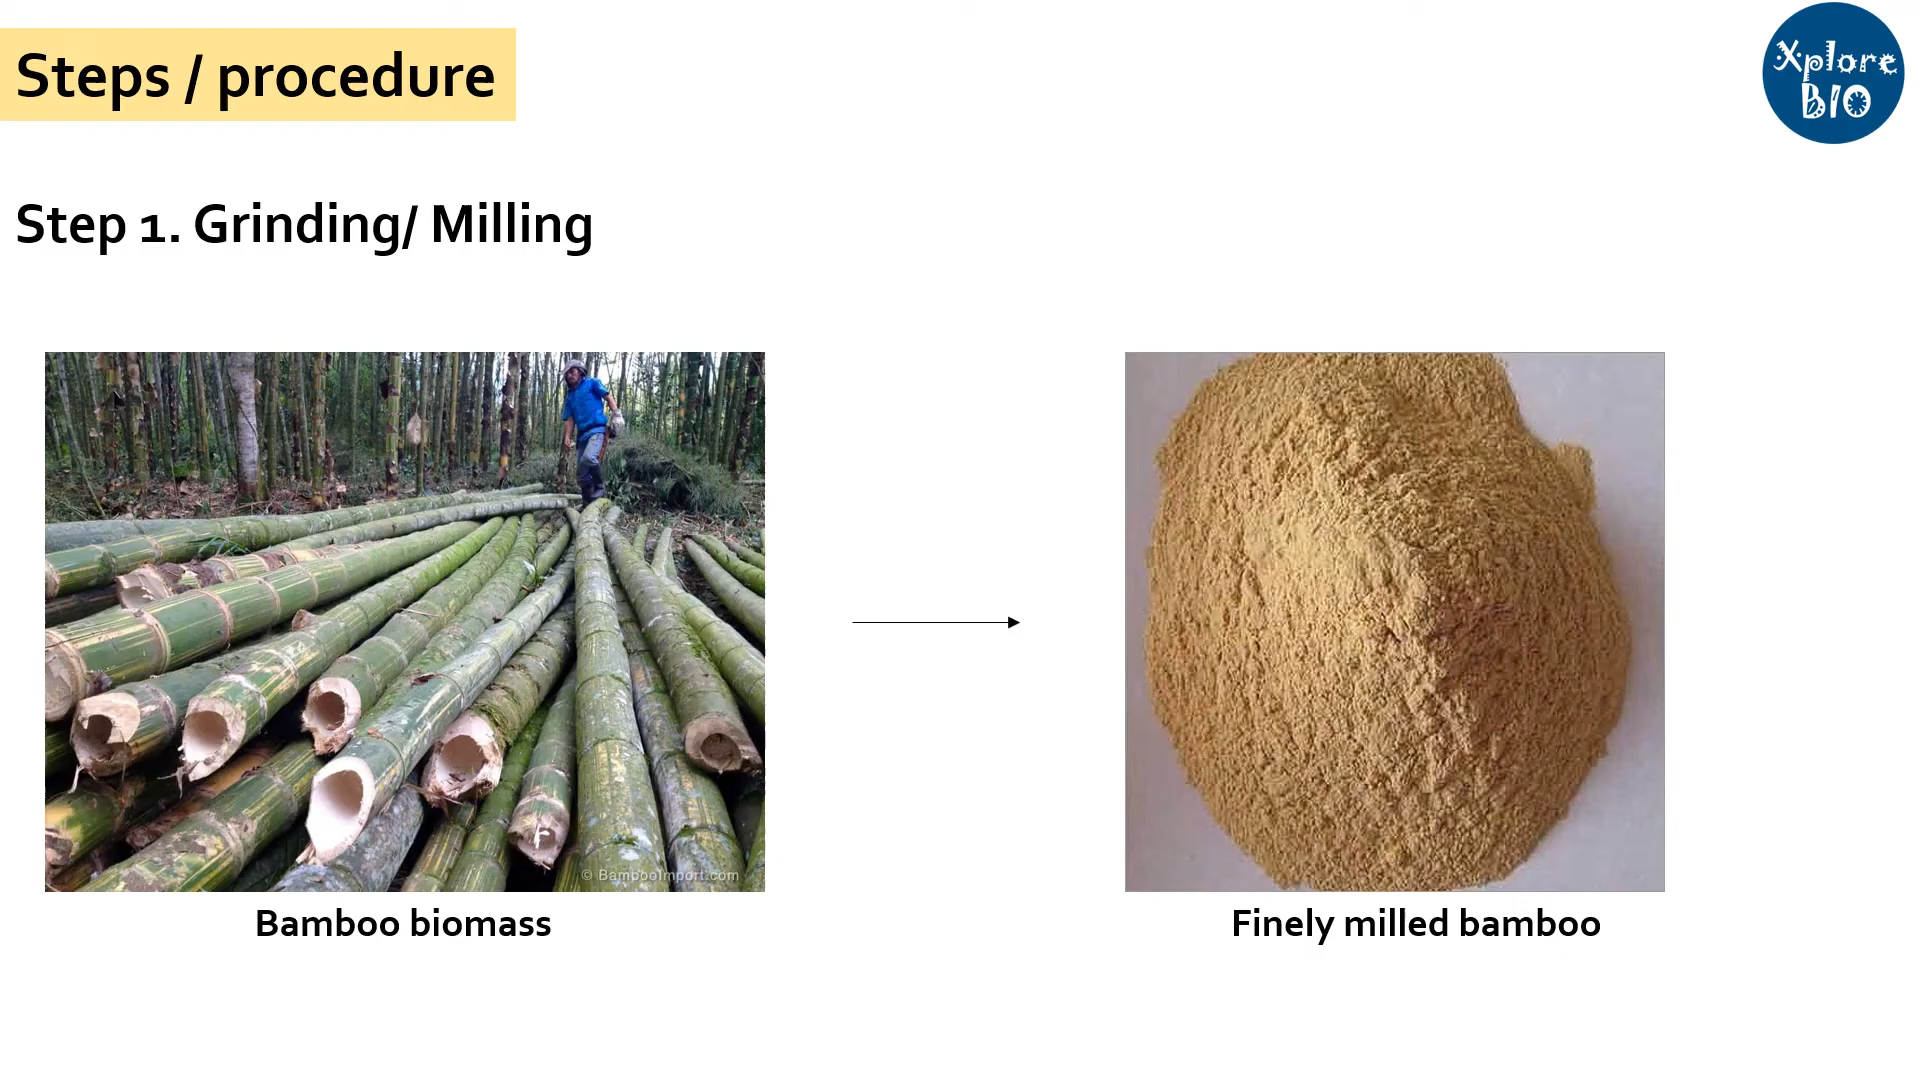 Steps / procedure
Xplore
BIO
Step 1. Grinding/ Milling
© BambooImport.com
Bamboo biomass
Finely milled bamboo